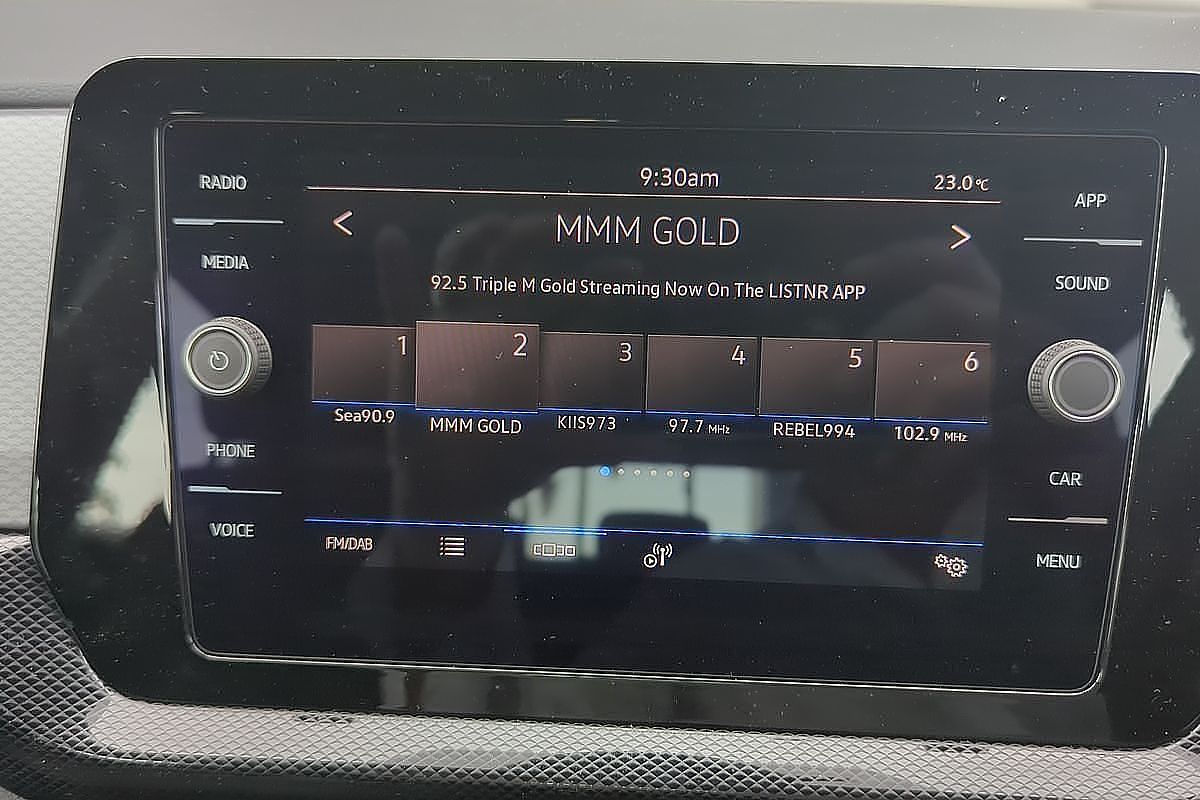 9:30am 23.0°C
RADIO
APP
< MMM GOLD >
MEDIA
SOUND
92.5 Triple M Gold Streaming Now On The LISTNR APP
1 2 3 4 5 6
Sea90.9 MMM GOLD KIIS973 97.7 MHz REBEL994 102.9 MHz
PHONE
CAR
VOICE
FM/DAB
MENU